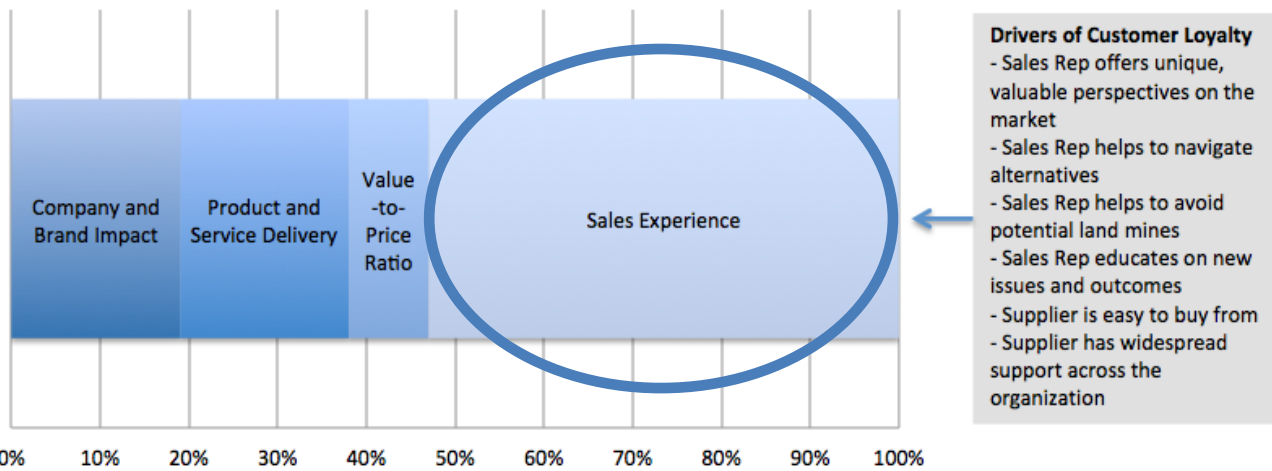 Company and
Brand Impact
Product and
Service Delivery
Value
-to-
Price
Ratio
Sales Experience
0%
10%
20%
30%
40%
50%
60%
70%
80%
90%
100%
Drivers of Customer Loyalty
- Sales Rep offers unique,
valuable perspectives on the
market
- Sales Rep helps to navigate
alternatives
- Sales Rep helps to avoid
potential land mines
- Sales Rep educates on new
issues and outcomes
- Supplier is easy to buy from
- Supplier has widespread
support across the
organization